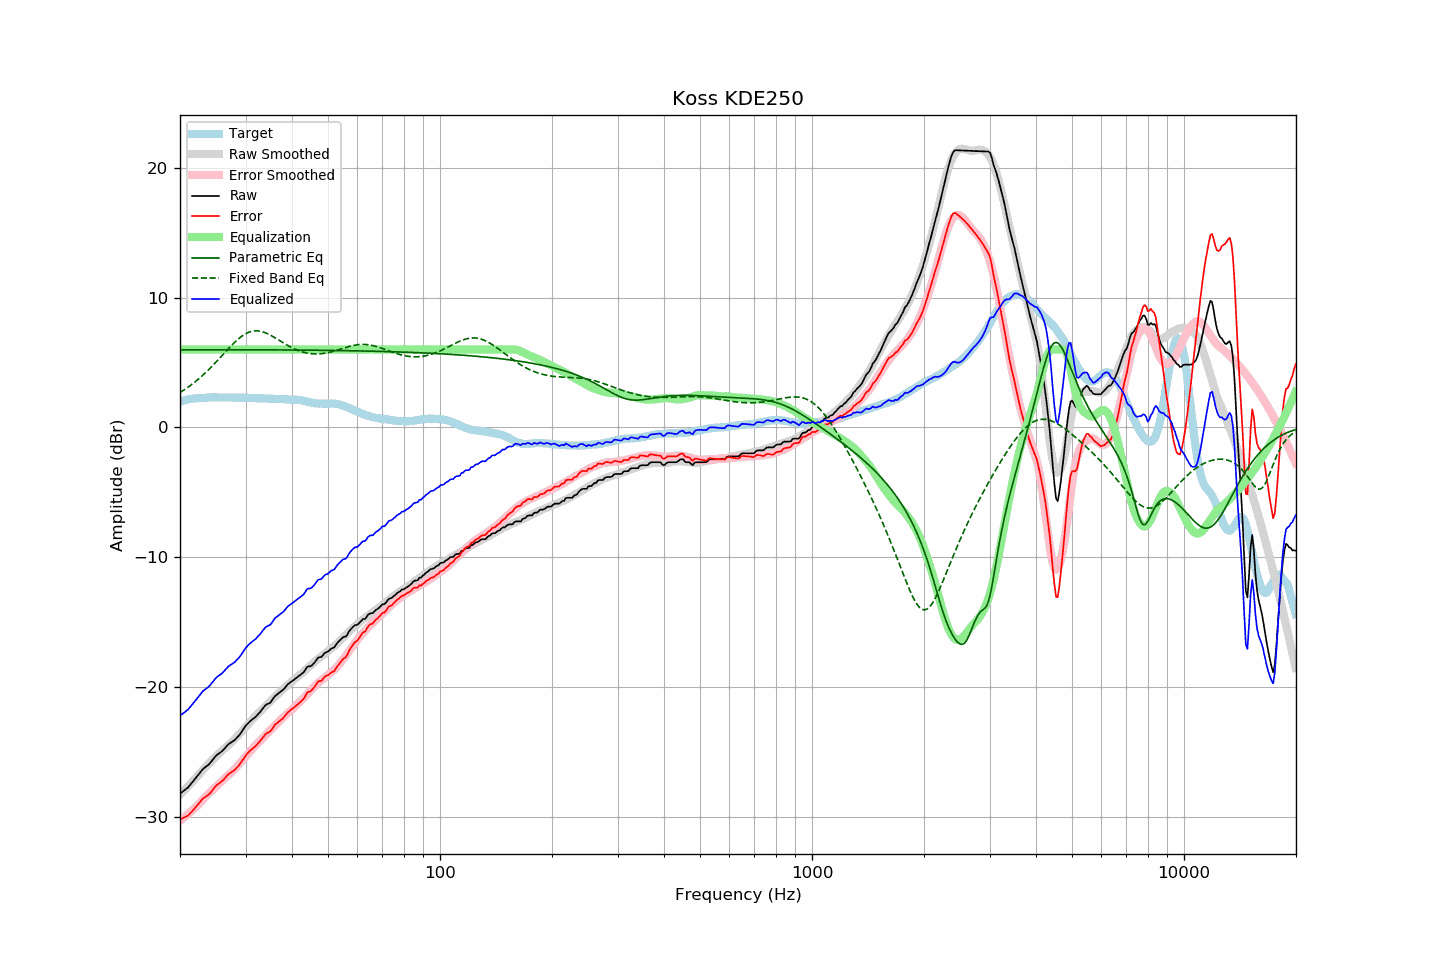 Koss KDE250
Target
Raw Smoothed
Error Smoothed
Raw
Error
Equalization
Parametric Eq
Fixed Band Eq
Equalized
20
10
0
−10
−20
−30
Amplitude (dBr)
100
1000
10000
Frequency (Hz)